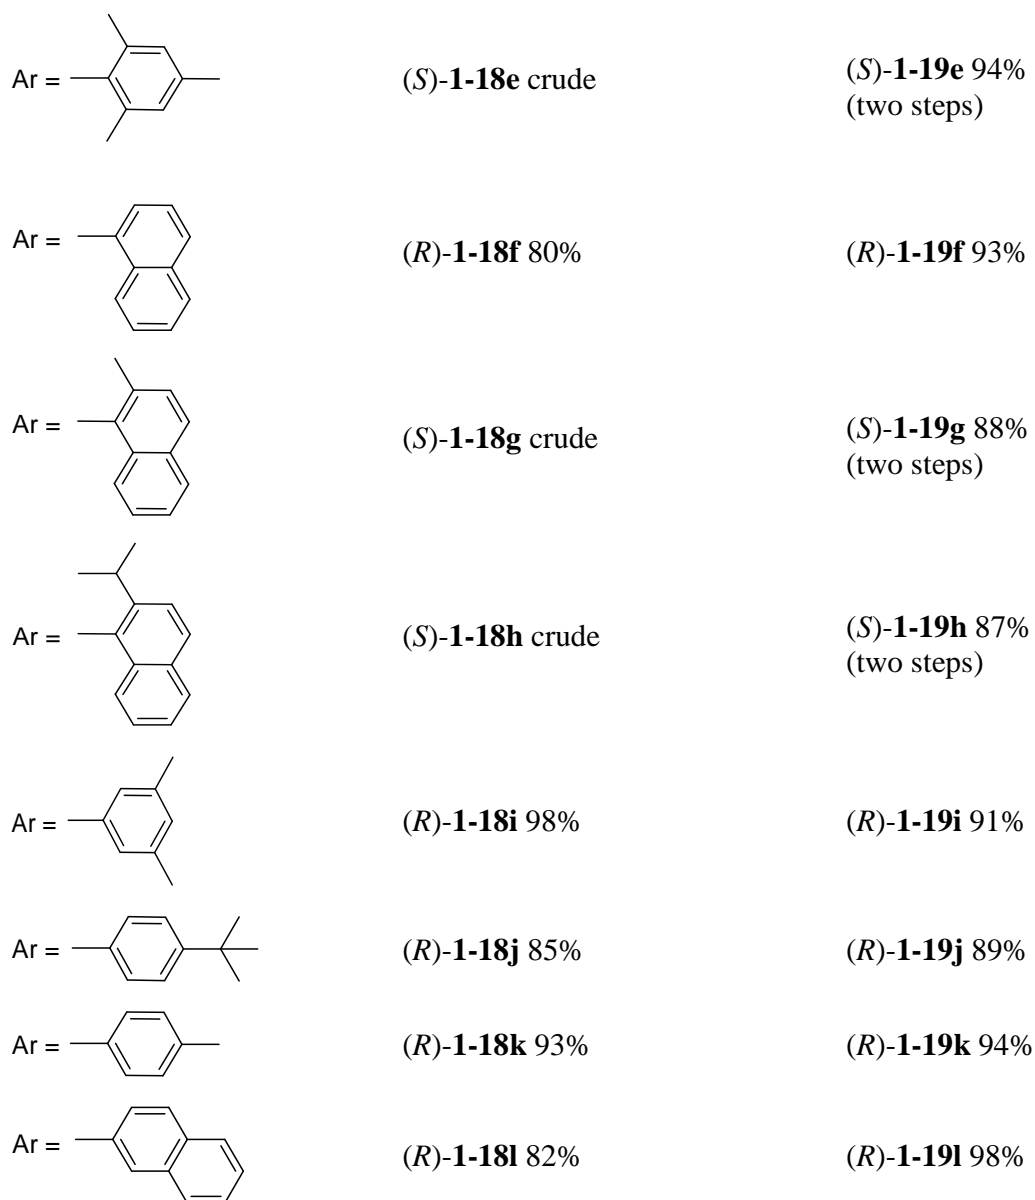 Ar =
(S)-1-18e crude
(S)-1-19e 94%
(two steps)
Ar =
(R)-1-18f 80%
(R)-1-19f 93%
Ar =
(S)-1-18g crude
(S)-1-19g 88%
(two steps)
Ar =
(S)-1-18h crude
(S)-1-19h 87%
(two steps)
Ar =
(R)-1-18i 98%
(R)-1-19i 91%
Ar =
(R)-1-18j 85%
(R)-1-19j 89%
Ar =
(R)-1-18k 93%
(R)-1-19k 94%
Ar =
(R)-1-18l 82%
(R)-1-19l 98%